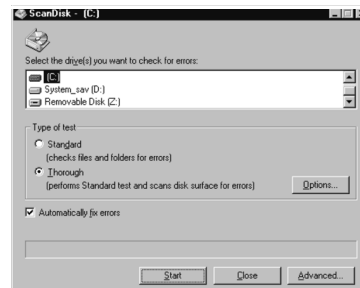 ScanDisk - (C:)
Select the drive(s) you want to check for errors:
(C:)
System_sav (D:)
Removable Disk (Z:)
Type of test
Standard
(checks files and folders for errors)
Thorough
(performs Standard test and scans disk surface for errors)
Options...
Automatically fix errors
Start Close Advanced...